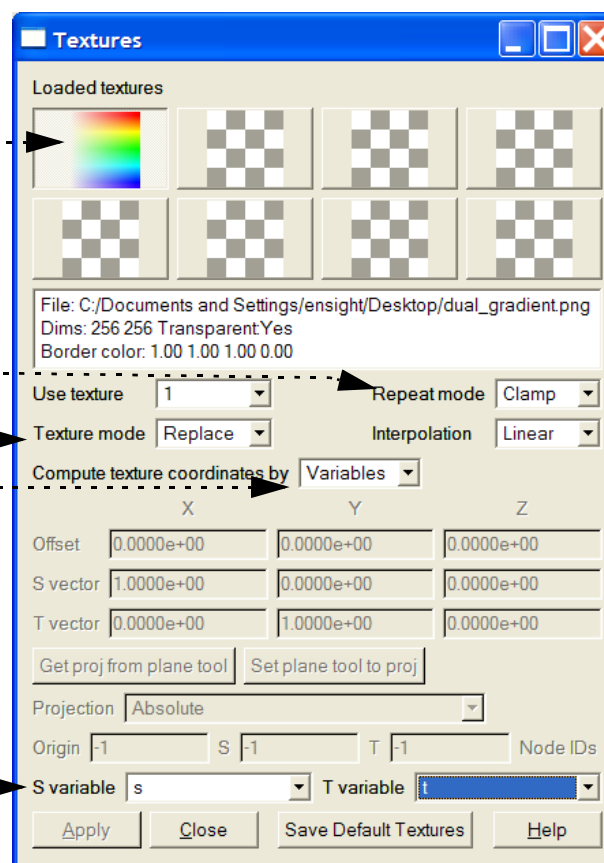 Textures
Loaded textures
File: C:/Documents and Settings/ensight/Desktop/dual_gradient.png
Dims: 256 256 Transparent:Yes
Border color: 1.00 1.00 1.00 0.00
Use texture 1 Repeat mode Clamp
Texture mode Replace Interpolation Linear
Compute texture coordinates by Variables
X Y Z
Offset 0.0000e+00 0.0000e+00 0.0000e+00
S vector 1.0000e+00 0.0000e+00 0.0000e+00
T vector 0.0000e+00 1.0000e+00 0.0000e+00
Get proj from plane tool Set plane tool to proj
Projection Absolute
Origin -1 S -1 T -1 Node IDs
S variable s T variable t
Apply Close Save Default Textures Help